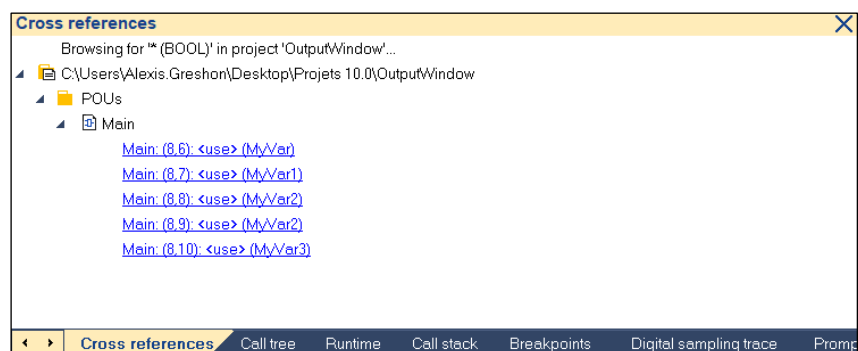 Cross references
Browsing for '* (BOOL)' in project 'OutputWindow'...
C:\Users\Alexis.Greshon\Desktop\Projets 10.0\OutputWindow
POUs
Main
Main: (8,6): <use> (MyVar)
Main: (8,7): <use> (MyVar1)
Main: (8,8): <use> (MyVar2)
Main: (8,9): <use> (MyVar2)
Main: (8,10): <use> (MyVar3)
Cross references Call tree Runtime Call stack Breakpoints Digital sampling trace Promp